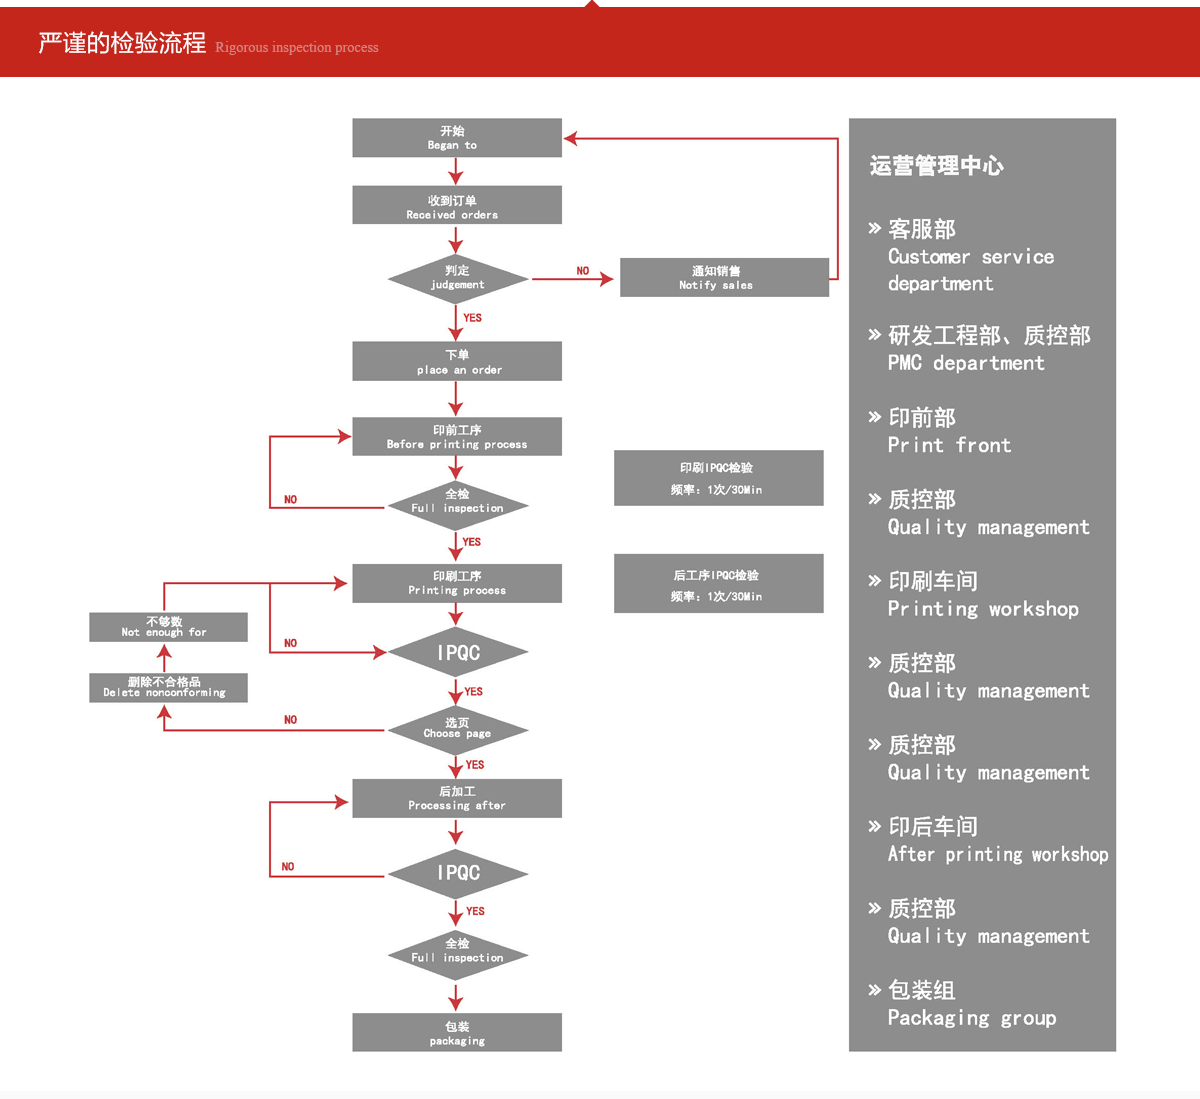 严谨的检验流程 Rigorous inspection process
开始
Began to
收到订单
Received orders
判定
judgement
NO
通知销售
Notify sales
YES
下单
place an order
印前工序
Before printing process
NO
全检
Full inspection
YES
印刷工序
Printing process
不够数
Not enough for
NO
IPQC
删除不合格品
Delete nonconforming
YES
NO
选页
Choose page
YES
后加工
Processing after
NO
IPQC
YES
全检
Full inspection
包装
packaging
印刷IPQC检验
频率：1次/30Min
后工序IPQC检验
频率：1次/30Min
运营管理中心
» 客服部
Customer service
department
» 研发工程部、质控部
PMC department
» 印前部
Print front
» 质控部
Quality management
» 印刷车间
Printing workshop
» 质控部
Quality management
» 质控部
Quality management
» 印后车间
After printing workshop
» 质控部
Quality management
» 包装组
Packaging group